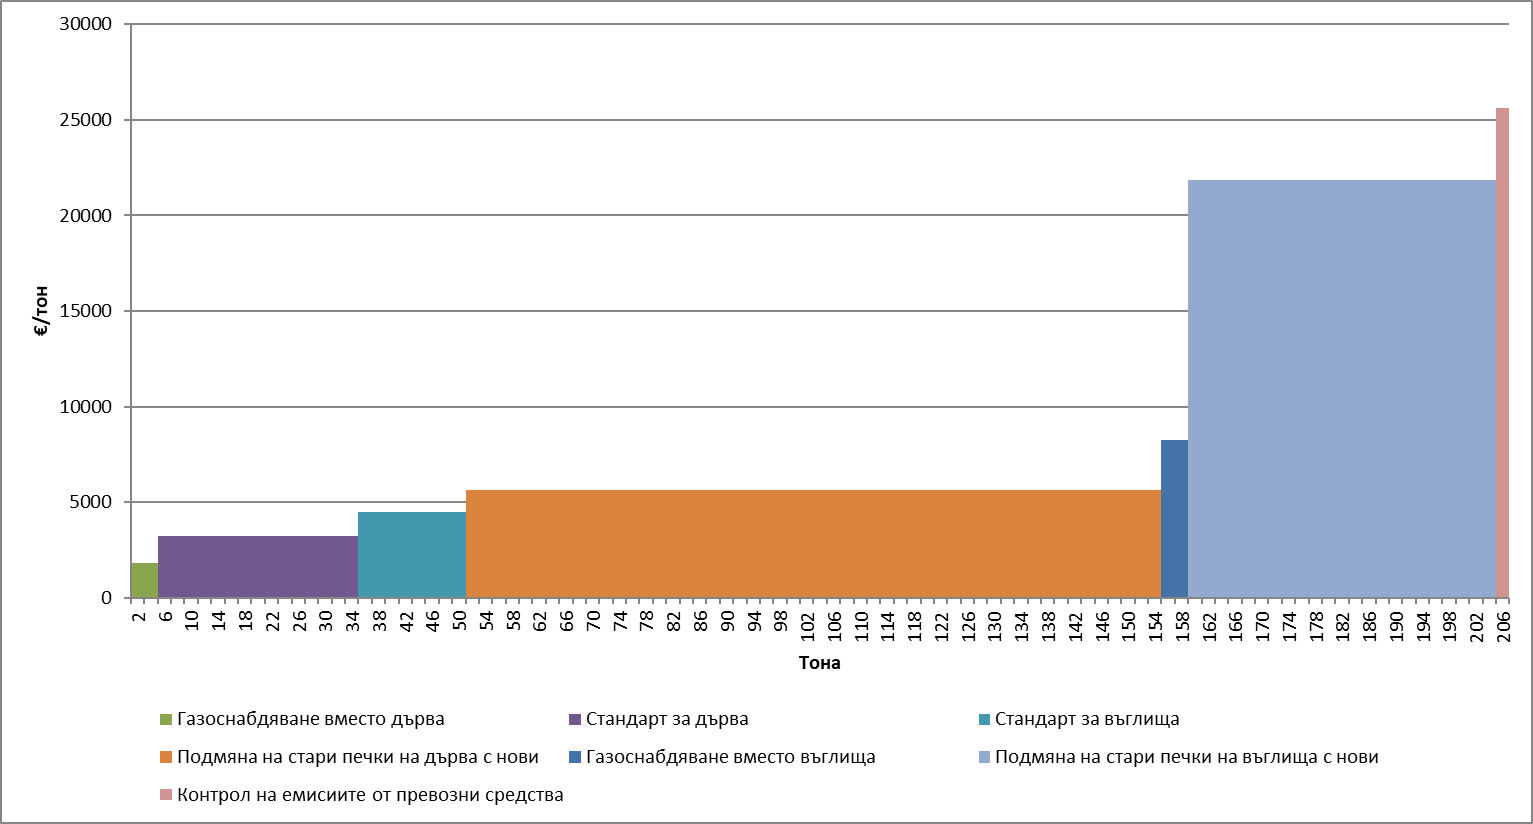 30000
25000
20000
15000
10000
5000
0
€/тон
2 6 10 14 18 22 26 30 34 38 42 46 50 54 58 62 66 70 74 78 82 86 90 94 98 102 106 110 114 118 122 126 130 134 138 142 146 150 154 158 162 166 170 174 178 182 186 190 194 198 202 206
Тона
Газоснабдяване вместо дърва
Стандарт за дърва
Стандарт за въглища
Подмяна на стари печки на дърва с нови
Газоснабдяване вместо въглища
Подмяна на стари печки на въглища с нови
Контрол на емисиите от превозни средства